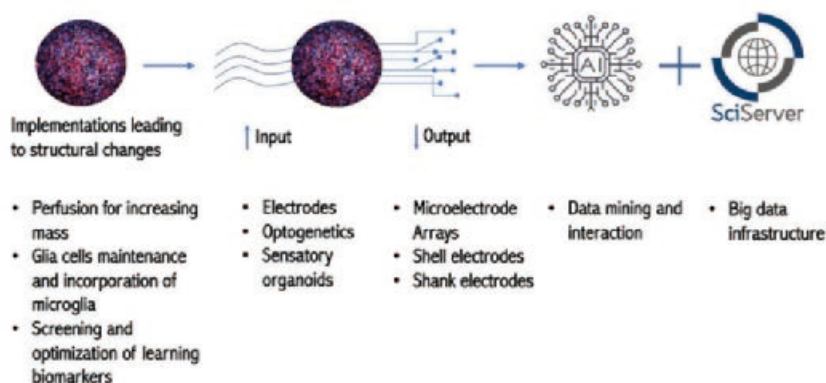 AI
SciServer
Implementations leading
to structural changes
Input
Output
• Perfusion for increasing
mass
• Glia cells maintenance
and incorporation of
microglia
• Screening and
optimization of learning
biomarkers
• Electrodes
• Optogenetics
• Sensatory
organoids
• Microelectrode
Arrays
• Shell electrodes
• Shank electrodes
• Data mining and
interaction
• Big data
infrastructure